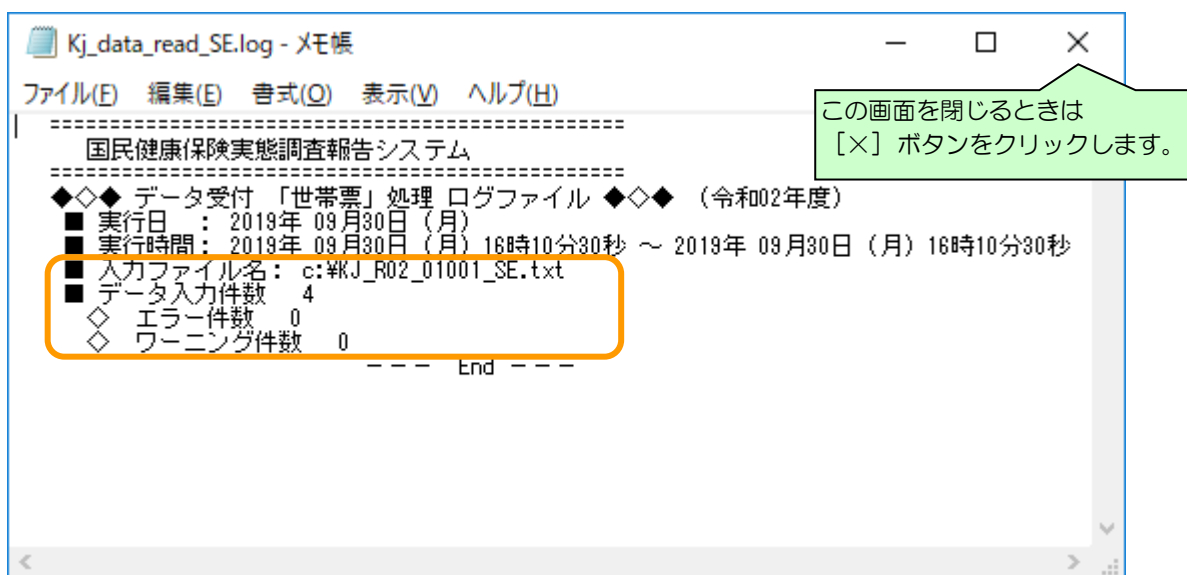 Kj_data_read_SE.log - メモ帳
ファイル(F) 編集(E) 書式(O) 表示(V) ヘルプ(H)
この画面を閉じるときは
［×］ボタンをクリックします。
================================================
国民健康保険実態調査報告システム
================================================
◆◇◆ データ受付 「世帯票」処理 ログファイル ◆◇◆ （令和02年度）
■ 実行日 ： 2019年 09月30日（月）
■ 実行時間： 2019年 09月30日（月）16時10分30秒 ～ 2019年 09月30日（月）16時10分30秒
■ 入力ファイル名： c:¥KJ_R02_01001_SE.txt
■ データ入力件数 4
◇ エラー件数 0
◇ ワーニング件数 0
－－－ End －－－